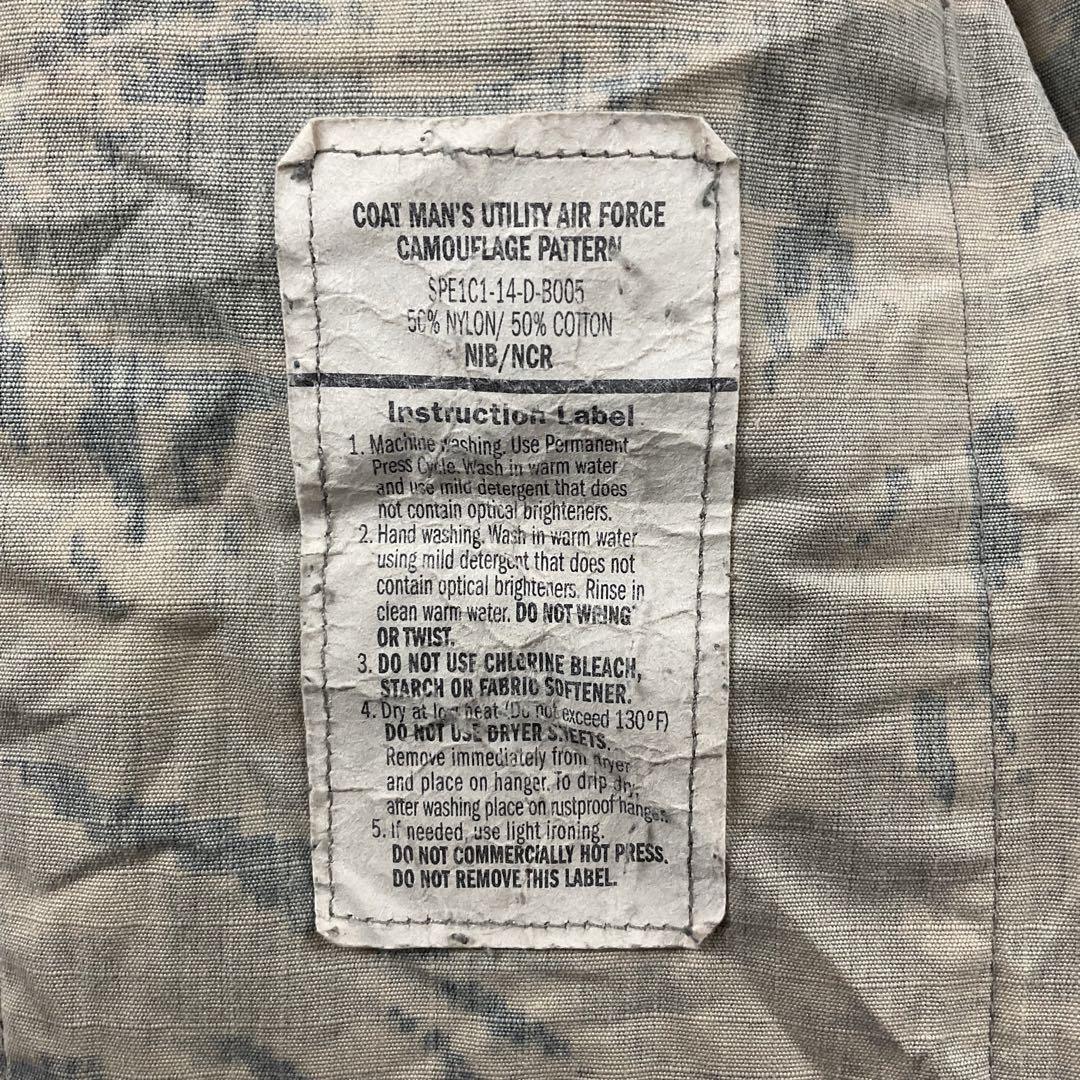 COAT MAN'S UTILITY AIR FORCE
CAMOUFLAGE PATTERN
SPE1C1-14-D-B005
50% NYLON/ 50% COTTON
NIB/NCR
Instruction Label
1. Machine washing. Use Permanent
Press Cycle. Wash in warm water
and use mild detergent that does
not contain optical brighteners.
2. Hand washing. Wash in warm water
using mild detergent that does not
contain optical brighteners. Rinse in
clean warm water. DO NOT WRING
OR TWIST.
3. DO NOT USE CHLORINE BLEACH,
STARCH OR FABRIC SOFTENER.
4. Dry at low heat (Do not exceed 130°F)
DO NOT USE DRYER SHEETS.
Remove immediately from dryer
and place on hanger. To drip dry,
after washing place on rustproof hanger.
5. If needed, use light ironing.
DO NOT COMMERCIALLY HOT PRESS.
DO NOT REMOVE THIS LABEL.